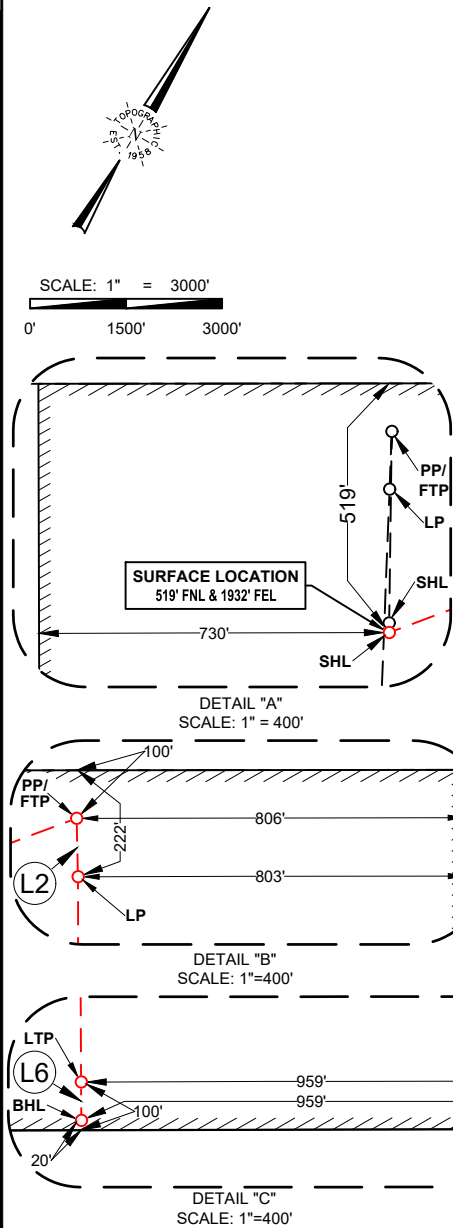 TOPOGRAPHIC
N
EST. 1958
SCALE: 1" = 3000'
0' 1500' 3000'
519'
PP/
FTP
LP
SURFACE LOCATION
519' FNL & 1932' FEL
SHL
730'
SHL
DETAIL "A"
SCALE: 1" = 400'
100'
PP/
FTP
806'
222'
L2
803'
LP
DETAIL "B"
SCALE: 1"=400'
LTP
L6
959'
BHL
959'
100'
20'
DETAIL "C"
SCALE: 1"=400'